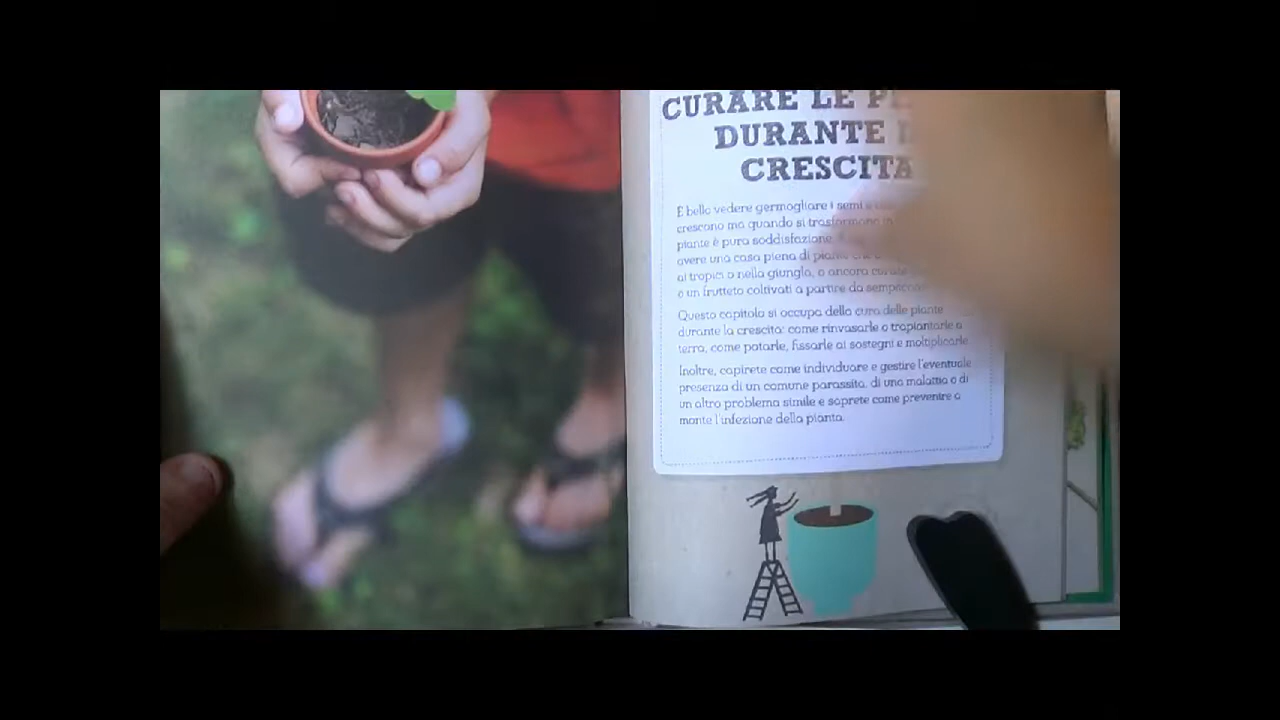 CURARE LE
DURANTE
CRESCITA
È bello vedere germogliare i semi e
crescono ma quando si trasformano in
piante è pura soddisfazione.
avere una casa piena di piante che
ai tropici o nella giungla, o ancora curate
o un frutteto coltivati a partire da
Questo capitolo si occupa della cura delle piante
durante la crescita: come rinvasarle o trapiantarle a
terra, come potarle, fissarle ai sostegni e moltiplicarle.
Inoltre, capirete come individuare e gestire l'eventuale
presenza di un comune parassita, di una malattia o di
un altro problema simile e saprete come prevenire a
monte l'infezione della pianta.